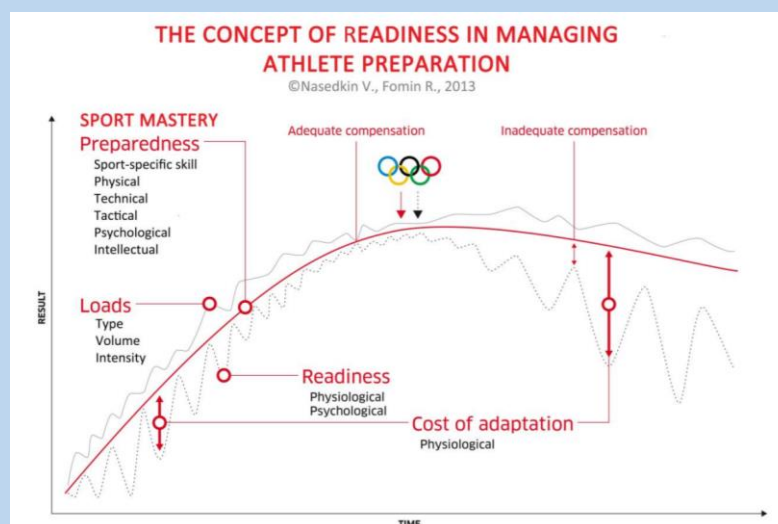 THE CONCEPT OF READINESS IN MANAGING
ATHLETE PREPARATION
©Nasedkin V., Fomin R., 2013
SPORT MASTERY
Preparedness
Sport-specific skill
Physical
Technical
Tactical
Psychological
Intellectual
Adequate compensation
Inadequate compensation
Loads
Type
Volume
Intensity
Readiness
Physiological
Psychological
Cost of adaptation
Physiological
RESULT
TIME